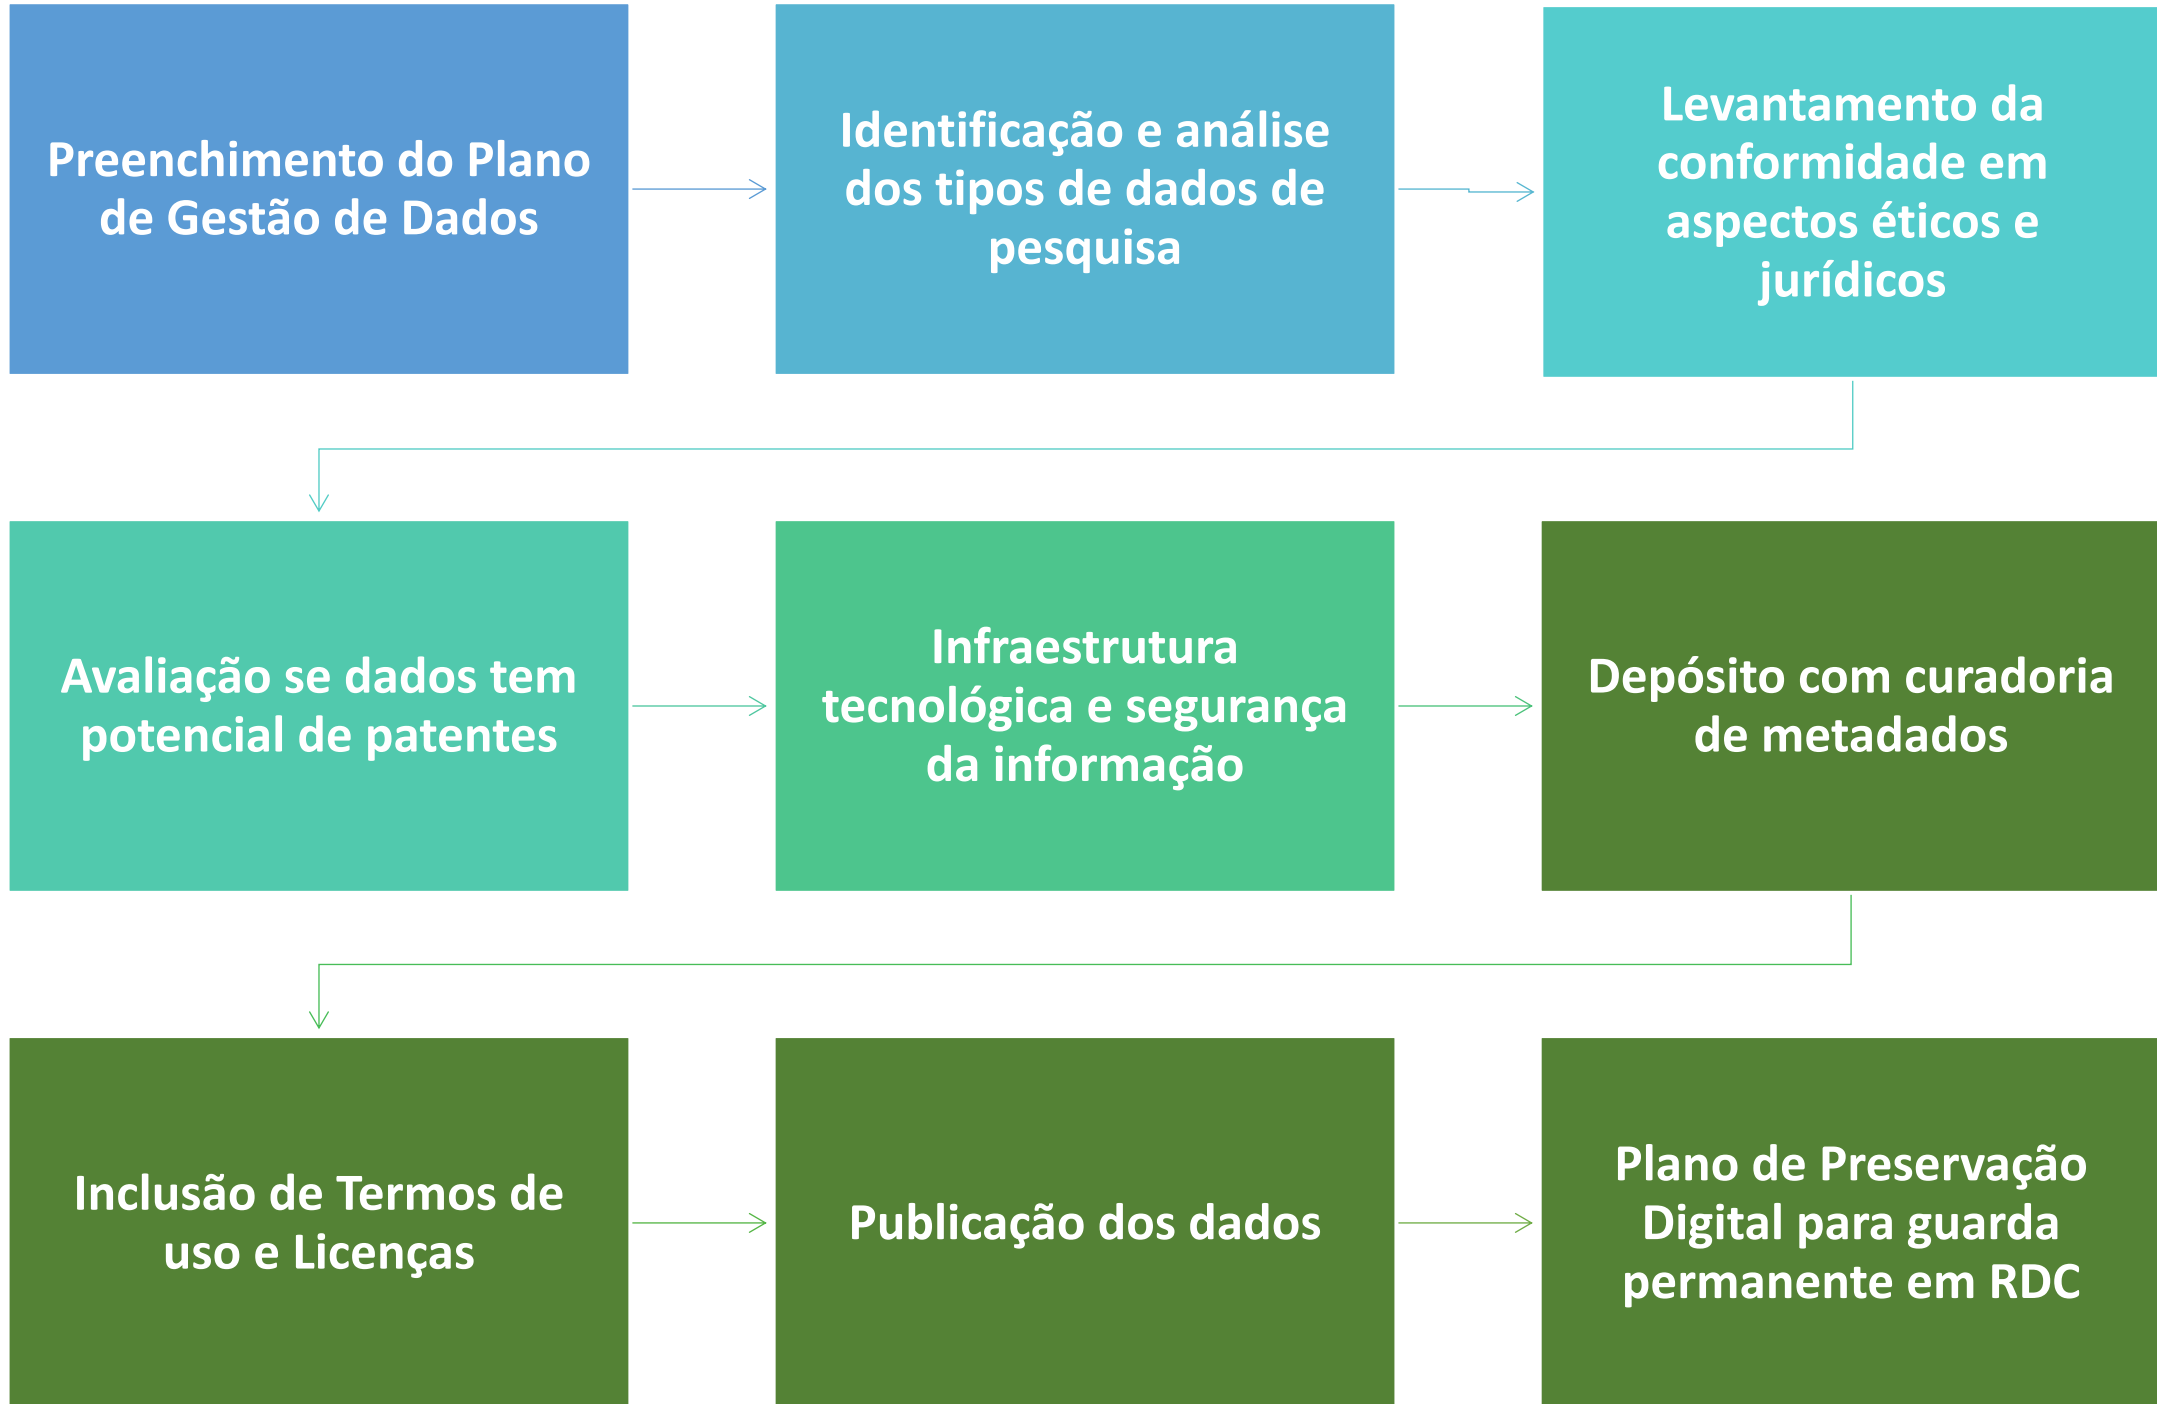 Preenchimento do Plano
de Gestão de Dados
Identificação e análise
dos tipos de dados de
pesquisa
Levantamento da
conformidade em
aspectos éticos e
jurídicos
Avaliação se dados tem
potencial de patentes
Infraestrutura
tecnológica e segurança
da informação
Depósito com curadoria
de metadados
Inclusão de Termos de
uso e Licenças
Publicação dos dados
Plano de Preservação
Digital para guarda
permanente em RDC